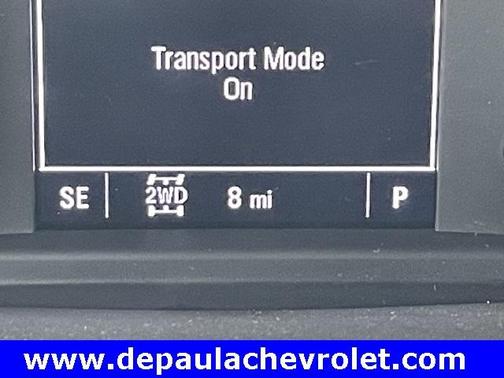 Transport Mode
On
SE 2WD 8 mi P
www.depaulachevrolet.com